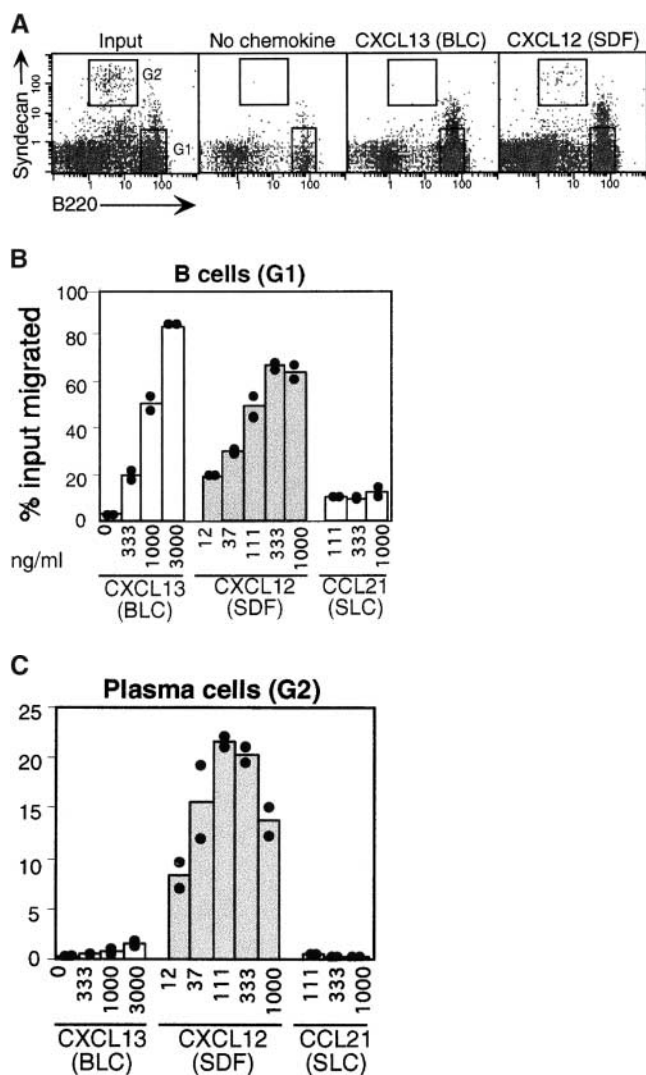 A
Input No chemokine CXCL13 (BLC) CXCL12 (SDF)
Syndecan
100
10
1
G2
G1
1 10 100 1 10 100 1 10 100 1 10 100
B220
B
B cells (G1)
% input migrated
100
80
60
40
20
0
ng/ml
0 333 1000 3000 12 37 111 333 1000 111 333 1000
CXCL13 CXCL12 CCL21
(BLC) (SDF) (SLC)
C
Plasma cells (G2)
25
20
15
10
5
0
0 333 1000 3000 12 37 111 333 1000 111 333 1000
CXCL13 CXCL12 CCL21
(BLC) (SDF) (SLC)